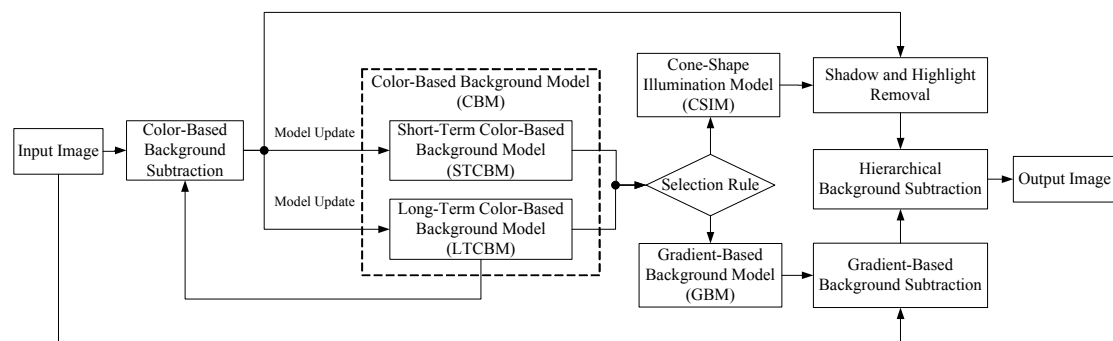 Input Image
Color-Based
Background
Subtraction
Model Update
Model Update
Color-Based Background Model
(CBM)
Short-Term Color-Based
Background Model
(STCBM)
Long-Term Color-Based
Background Model
(LTCBM)
Selection Rule
Cone-Shape
Illumination Model
(CSIM)
Gradient-Based
Background Model
(GBM)
Shadow and Highlight
Removal
Hierarchical
Background Subtraction
Gradient-Based
Background Subtraction
Output Image